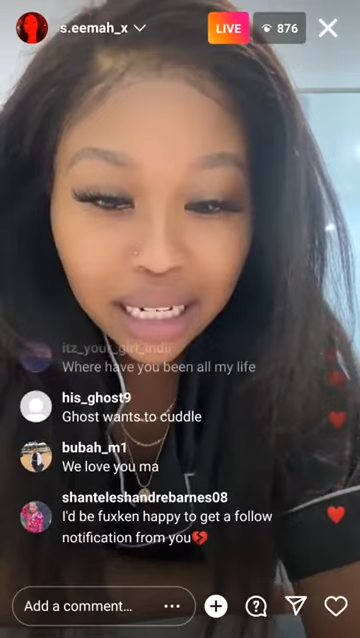 s.eemah_x
LIVE
876
itz_your_girl_indii
Where have you been all my life
his_ghost9
Ghost wants.to cuddle
bubah_m1
We love you ma
shanteleshandrebarnes08
I'd be fuxken happy to get a follow
notification from you💔
Add a comment...